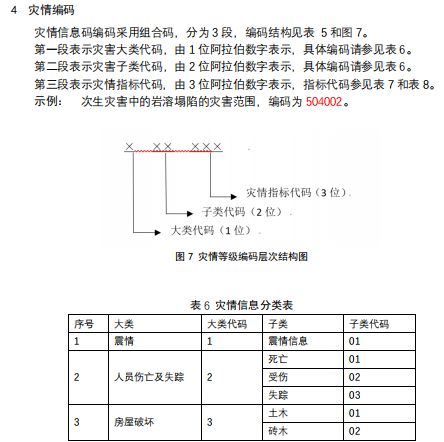 4 灾情编码
灾情信息码编码采用组合码，分为3段，编码结构见表 5和图7。
第一段表示灾害大类代码，由1位阿拉伯数字表示，具体编码请参见表6。
第二段表示灾害子类代码，由2位阿拉伯数字表示，具体编码请参见表6。
第三段表示灾情指标代码，由3位阿拉伯数字表示，指标代码参见表7和表8。
示例： 次生灾害中的岩溶塌陷的灾害范围，编码为504002。
× ×× ×××
灾情指标代码（3位）
子类代码（2位）
大类代码（1位）
图7 灾情等级编码层次结构图
表6 灾情信息分类表
序号 大类 大类代码 子类 子类代码
1 震情 1 震情信息 01
2 人员伤亡及失踪 2 死亡 01
受伤 02
失踪 03
3 房屋破坏 3 土木 01
砖木 02